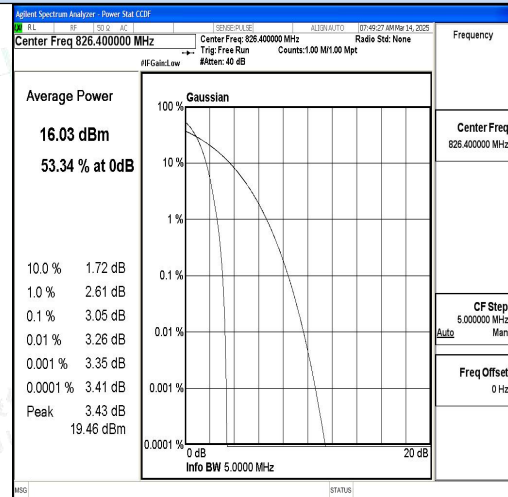 Agilent Spectrum Analyzer - Power Stat CCDF
RL RF 50 Ω AC SENSE:PULSE ALIGN AUTO 07:49:27 AM Mar 14, 2025
Center Freq 826.400000 MHz
Center Freq: 826.400000 MHz Radio Std: None
Trig: Free Run Counts:1.00 M/1.00 Mpt
#IFGain:Low #Atten: 40 dB
Frequency
Center Freq
826.400000 MHz
CF Step
5.000000 MHz
Auto Man
Freq Offset
0 Hz
Average Power
16.03 dBm
53.34 % at 0dB
10.0 % 1.72 dB
1.0 % 2.61 dB
0.1 % 3.05 dB
0.01 % 3.26 dB
0.001 % 3.35 dB
0.0001 % 3.41 dB
Peak 3.43 dB
19.46 dBm
Gaussian
100 %
10 %
1 %
0.1 %
0.01 %
0.001 %
0.0001 %
0 dB 20 dB
Info BW 5.0000 MHz
MSG STATUS